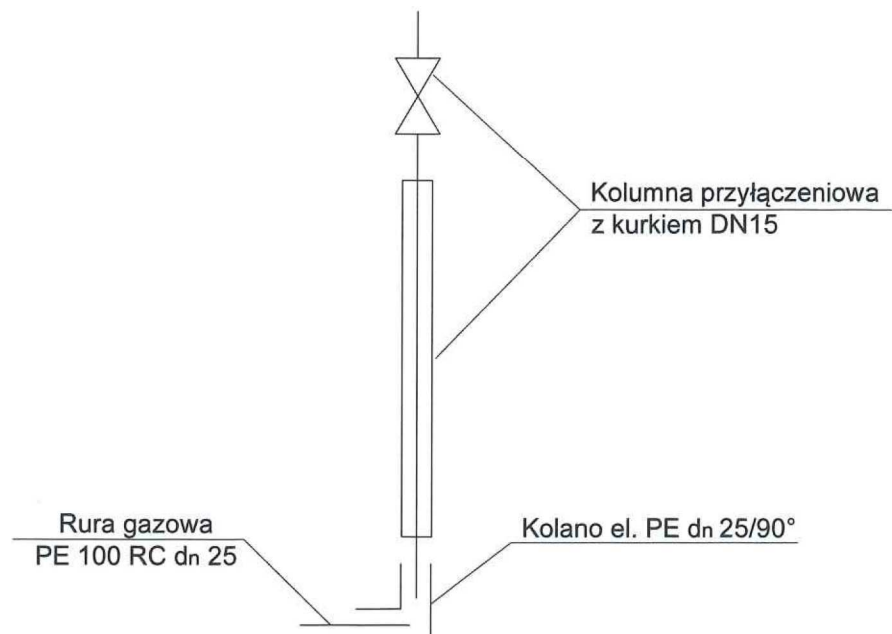 Kolumna przyłączeniowa
z kurkiem DN15
Rura gazowa
PE 100 RC dn 25
Kolano el. PE dn 25/90°